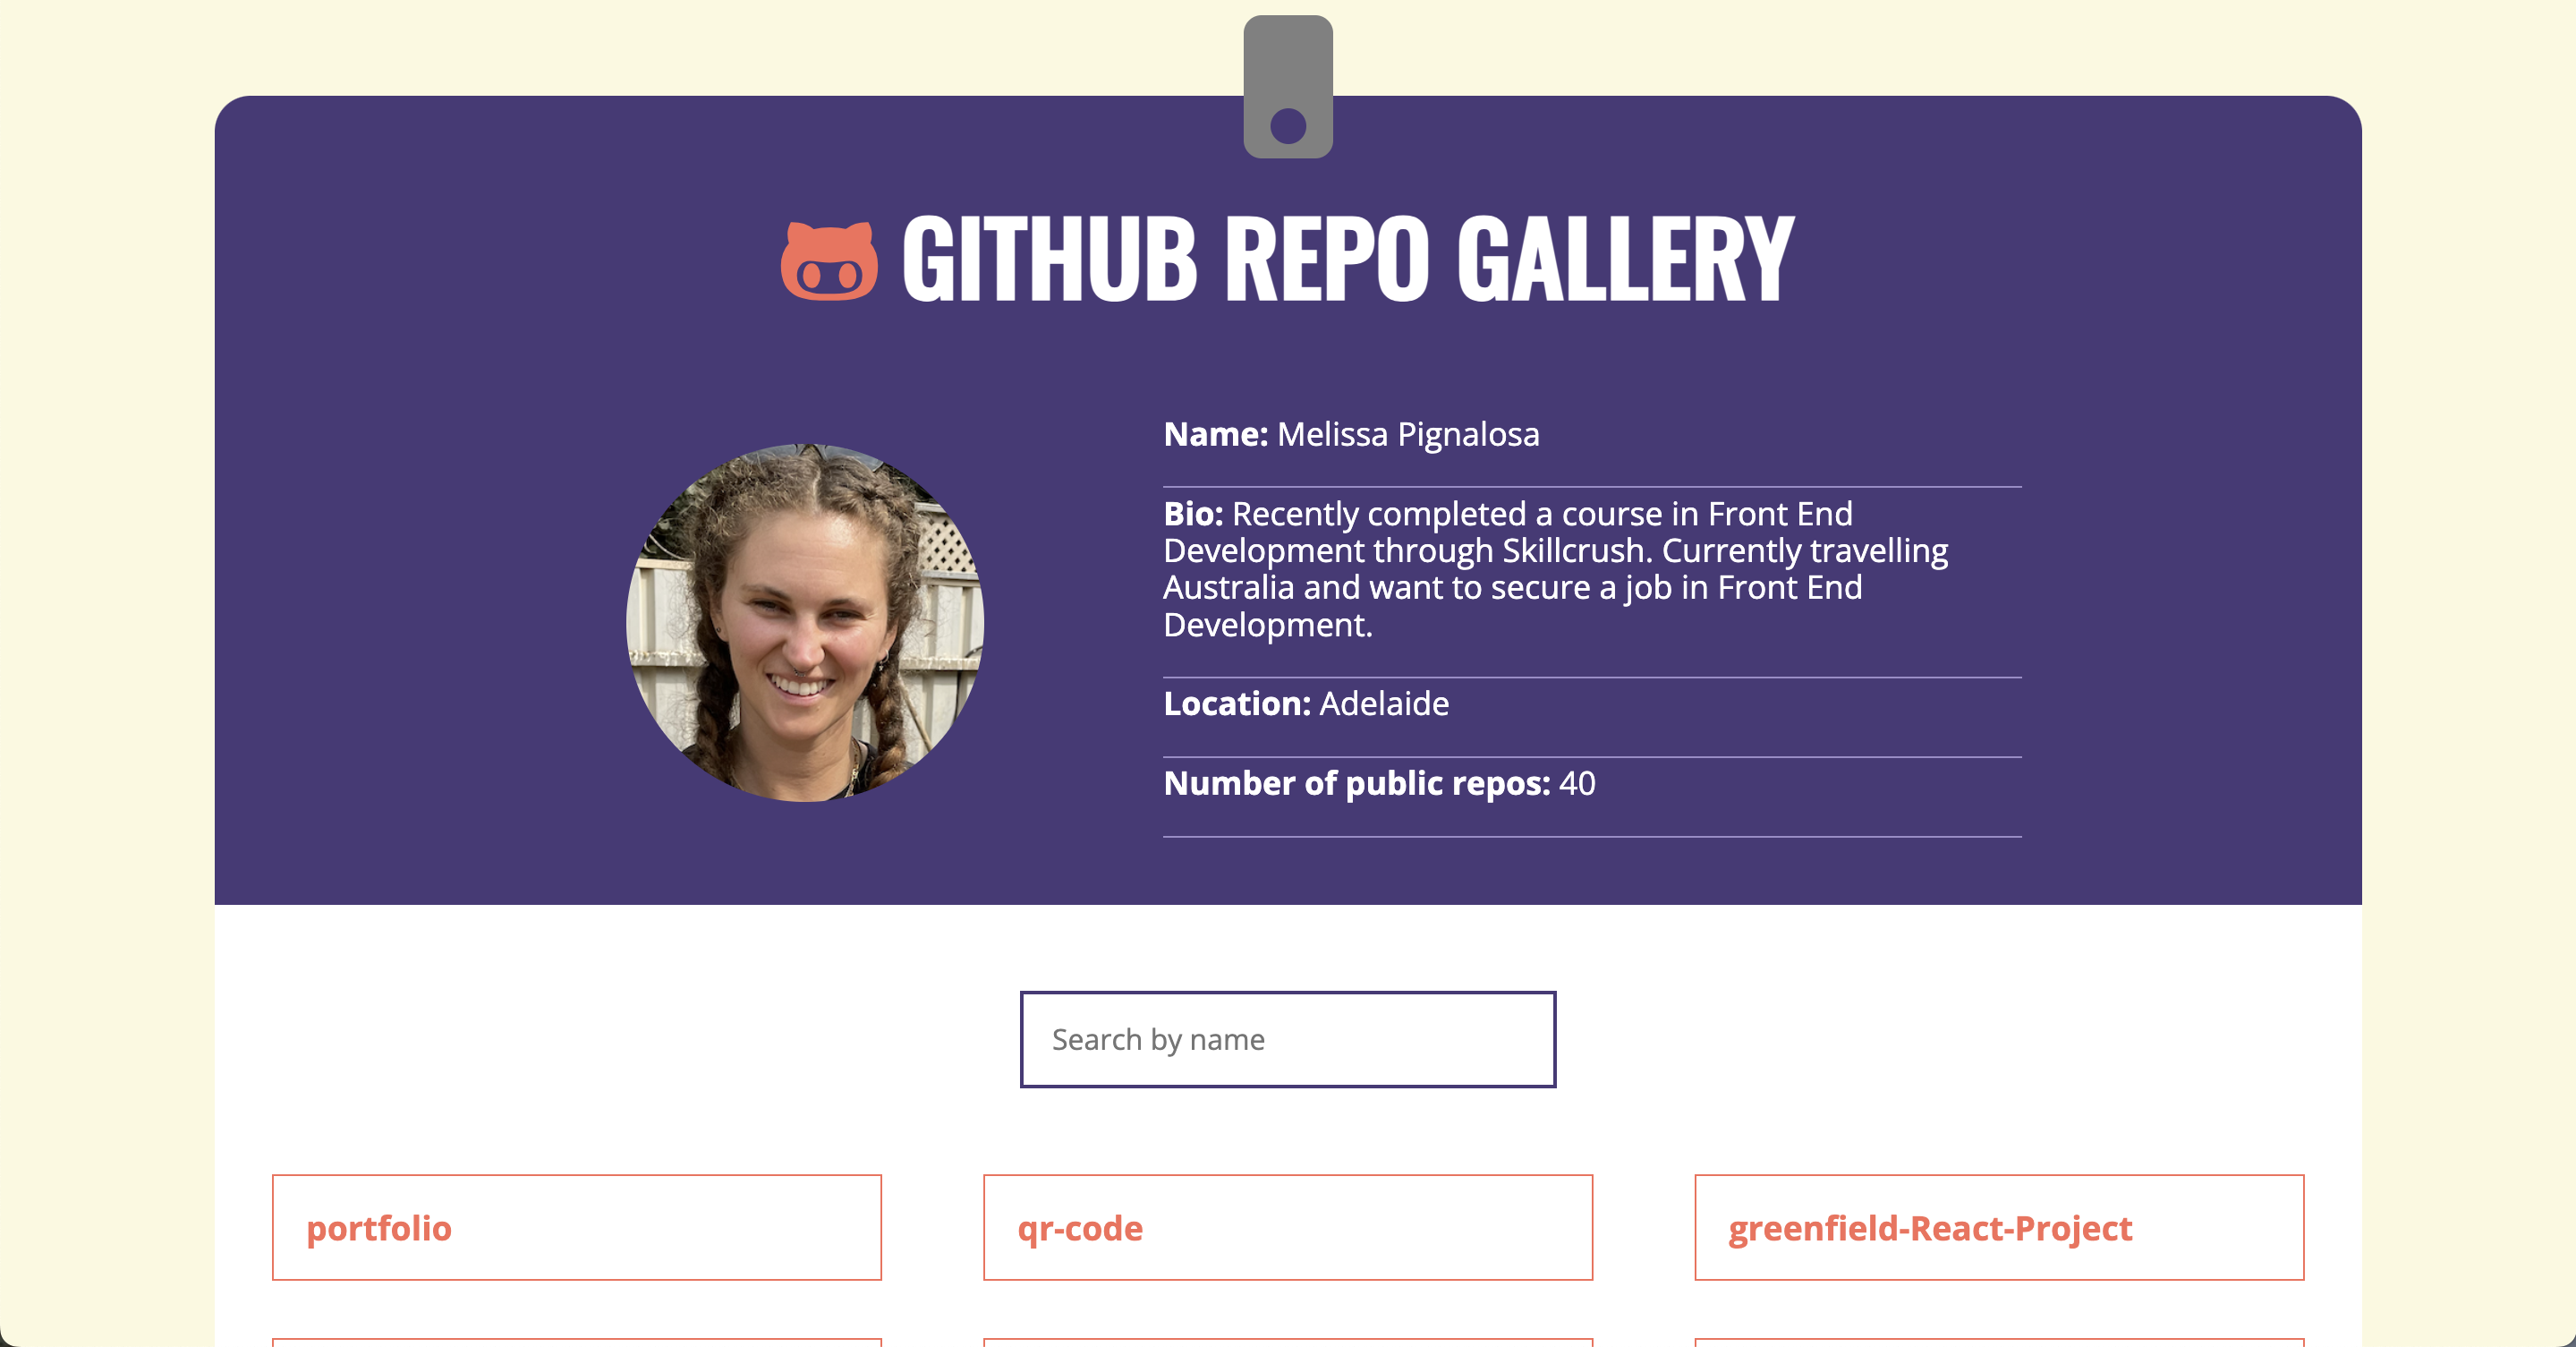 GITHUB REPO GALLERY
Name: Melissa Pignalosa
Bio: Recently completed a course in Front End
Development through Skillcrush. Currently travelling
Australia and want to secure a job in Front End
Development.
Location: Adelaide
Number of public repos: 40
Search by name
portfolio
qr-code
greenfield-React-Project